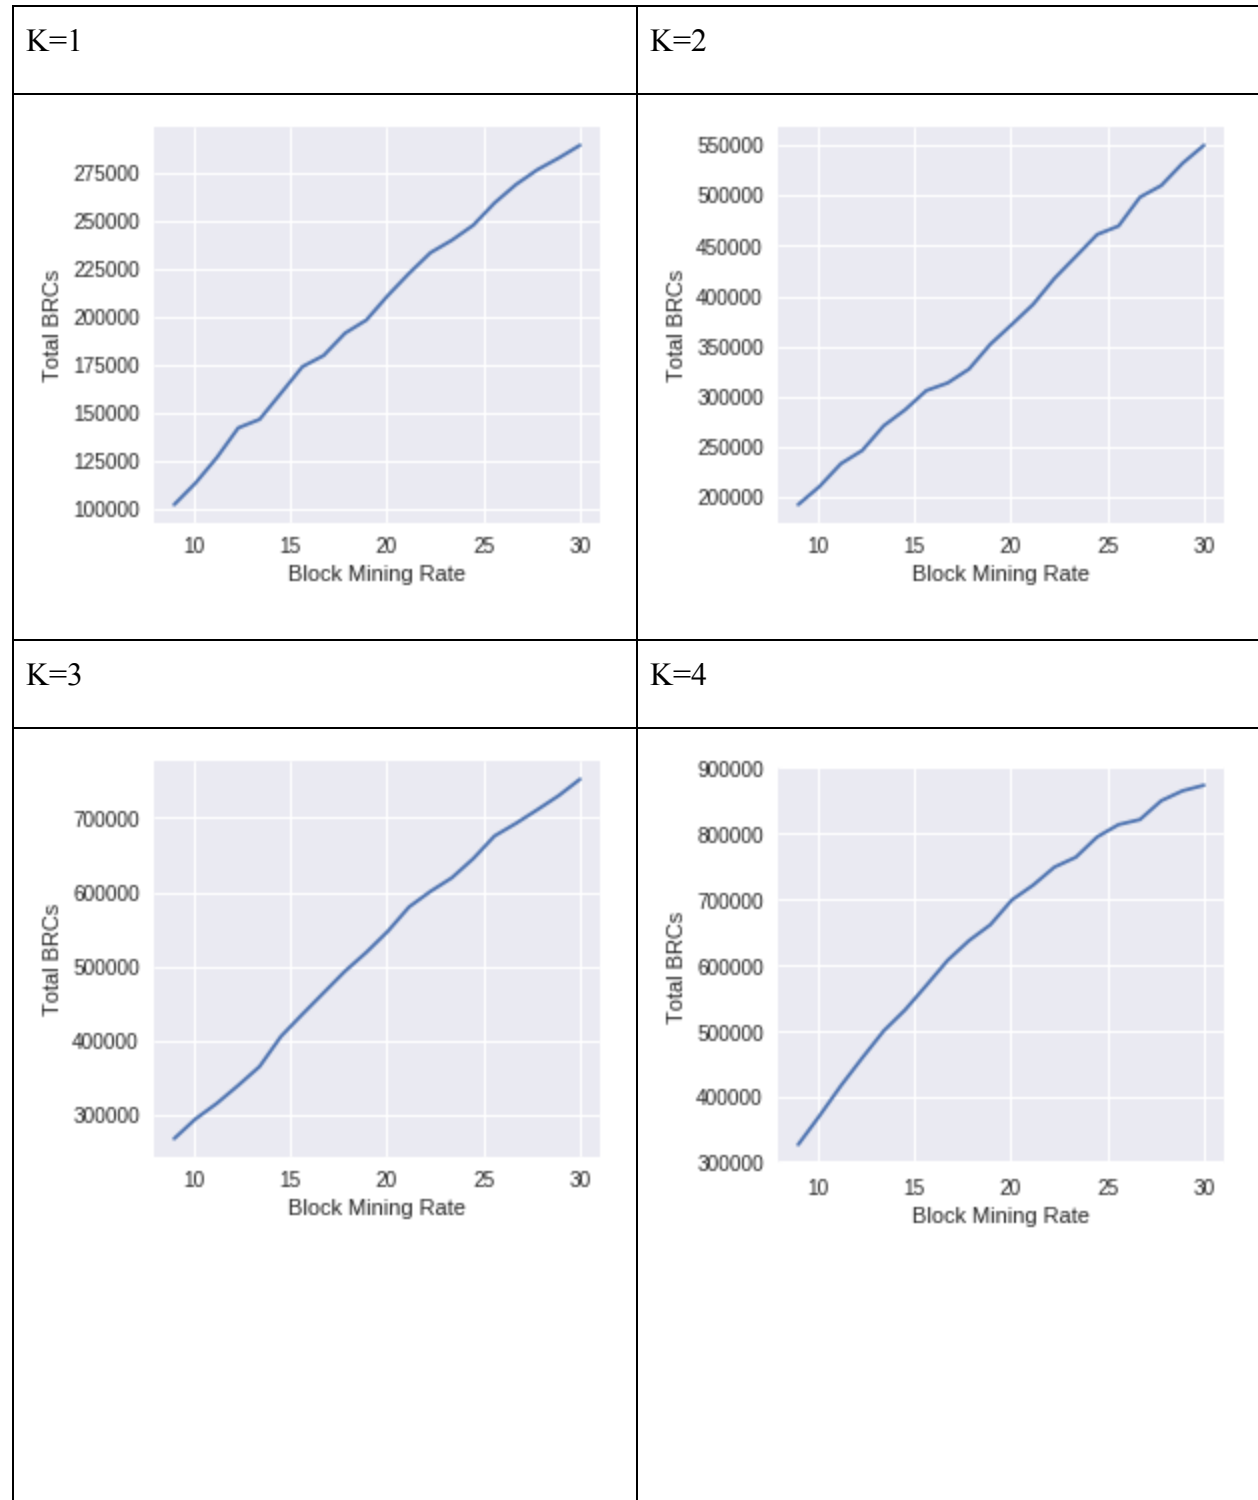 K=1
K=2
275000
250000
225000
200000
175000
150000
125000
100000
Total BRCs
10 15 20 25 30
Block Mining Rate
550000
500000
450000
400000
350000
300000
250000
200000
Total BRCs
10 15 20 25 30
Block Mining Rate
K=3
K=4
700000
600000
500000
400000
300000
Total BRCs
10 15 20 25 30
Block Mining Rate
900000
800000
700000
600000
500000
400000
300000
Total BRCs
10 15 20 25 30
Block Mining Rate